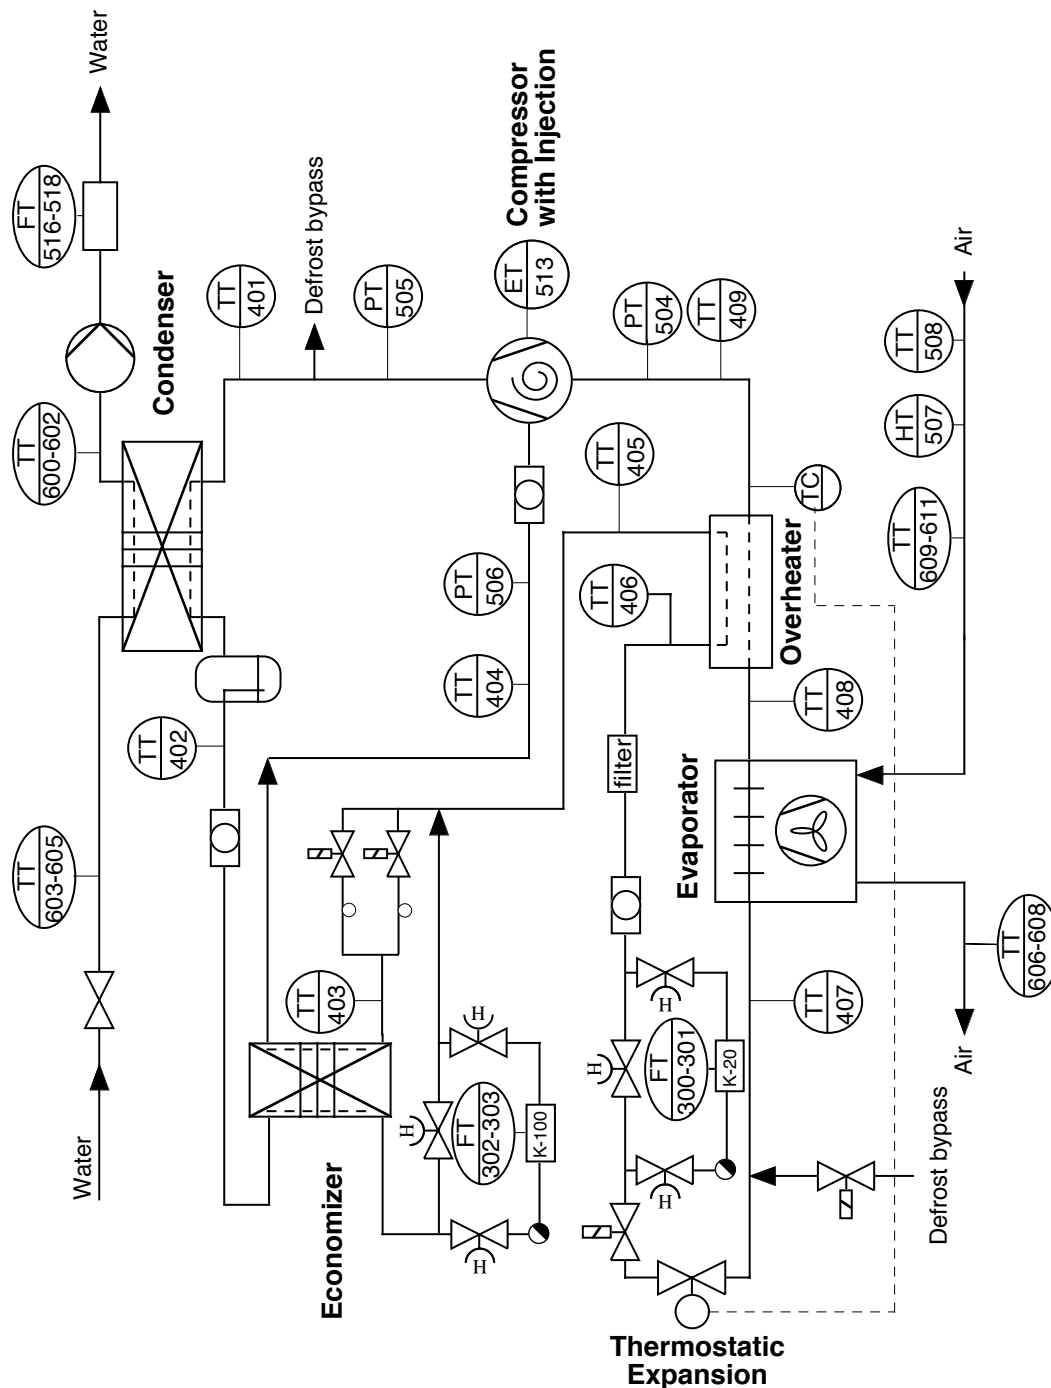 Water
FT
516-518
TT
600-602
Condenser
TT
401
Defrost bypass
PT
505
Compressor
with Injection
ET
513
PT
504
TT
409
TT
405
TC
TT
508
HT
507
TT
609-611
Air
PT
506
TT
406
Overheater
TT
404
TT
408
TT
402
filter
Evaporator
TT
603-605
TT
403
TT
407
TT
606-608
Air
H
H
FT
302-303
K-100
H
H
H
FT
300-301
K-20
H
Water
Economizer
Defrost bypass
Thermostatic
Expansion